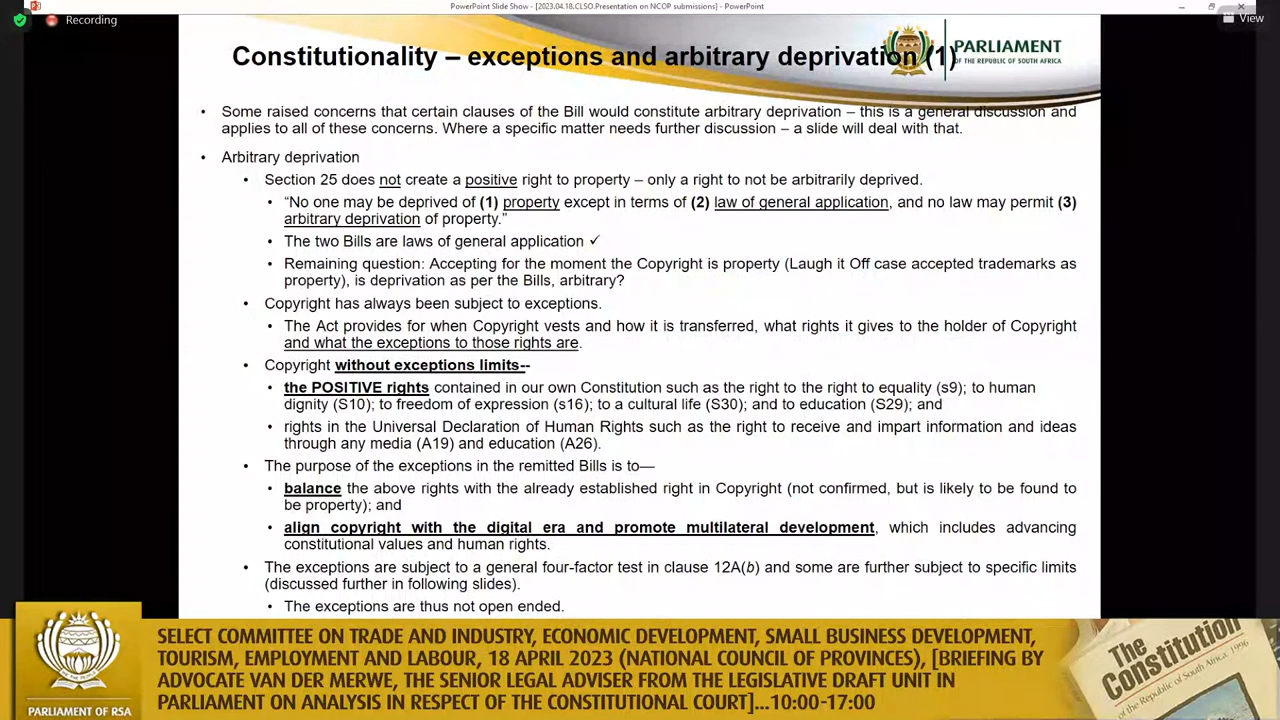 PowerPoint Slide Show - [2023.04.18.CLSO.Presentation on NCOP submissions] - PowerPoint
Recording
View
Constitutionality – exceptions and arbitrary deprivation (1)
PARLIAMENT
OF THE REPUBLIC OF SOUTH AFRICA
• Some raised concerns that certain clauses of the Bill would constitute arbitrary deprivation – this is a general discussion and
applies to all of these concerns. Where a specific matter needs further discussion – a slide will deal with that.
• Arbitrary deprivation
• Section 25 does not create a positive right to property – only a right to not be arbitrarily deprived.
• “No one may be deprived of (1) property except in terms of (2) law of general application, and no law may permit (3)
arbitrary deprivation of property.”
• The two Bills are laws of general application ✓
• Remaining question: Accepting for the moment the Copyright is property (Laugh it Off case accepted trademarks as
property), is deprivation as per the Bills, arbitrary?
• Copyright has always been subject to exceptions.
• The Act provides for when Copyright vests and how it is transferred, what rights it gives to the holder of Copyright
and what the exceptions to those rights are.
• Copyright without exceptions limits--
• the POSITIVE rights contained in our own Constitution such as the right to the right to equality (s9); to human
dignity (S10); to freedom of expression (s16); to a cultural life (S30); and to education (S29); and
• rights in the Universal Declaration of Human Rights such as the right to receive and impart information and ideas
through any media (A19) and education (A26).
• The purpose of the exceptions in the remitted Bills is to—
• balance the above rights with the already established right in Copyright (not confirmed, but is likely to be found to
be property); and
• align copyright with the digital era and promote multilateral development, which includes advancing
constitutional values and human rights.
• The exceptions are subject to a general four-factor test in clause 12A(b) and some are further subject to specific limits
(discussed further in following slides).
• The exceptions are thus not open ended.
SELECT COMMITTEE ON TRADE AND INDUSTRY, ECONOMIC DEVELOPMENT, SMALL BUSINESS DEVELOPMENT,
TOURISM, EMPLOYMENT AND LABOUR, 18 APRIL 2023 (NATIONAL COUNCIL OF PROVINCES), [BRIEFING BY
ADVOCATE VAN DER MERWE, THE SENIOR LEGAL ADVISER FROM THE LEGISLATIVE DRAFT UNIT IN
PARLIAMENT ON ANALYSIS IN RESPECT OF THE CONSTITUTIONAL COURT]...10:00-17:00
PARLIAMENT OF RSA
The
Constitution
of the Republic of South Africa, 1996